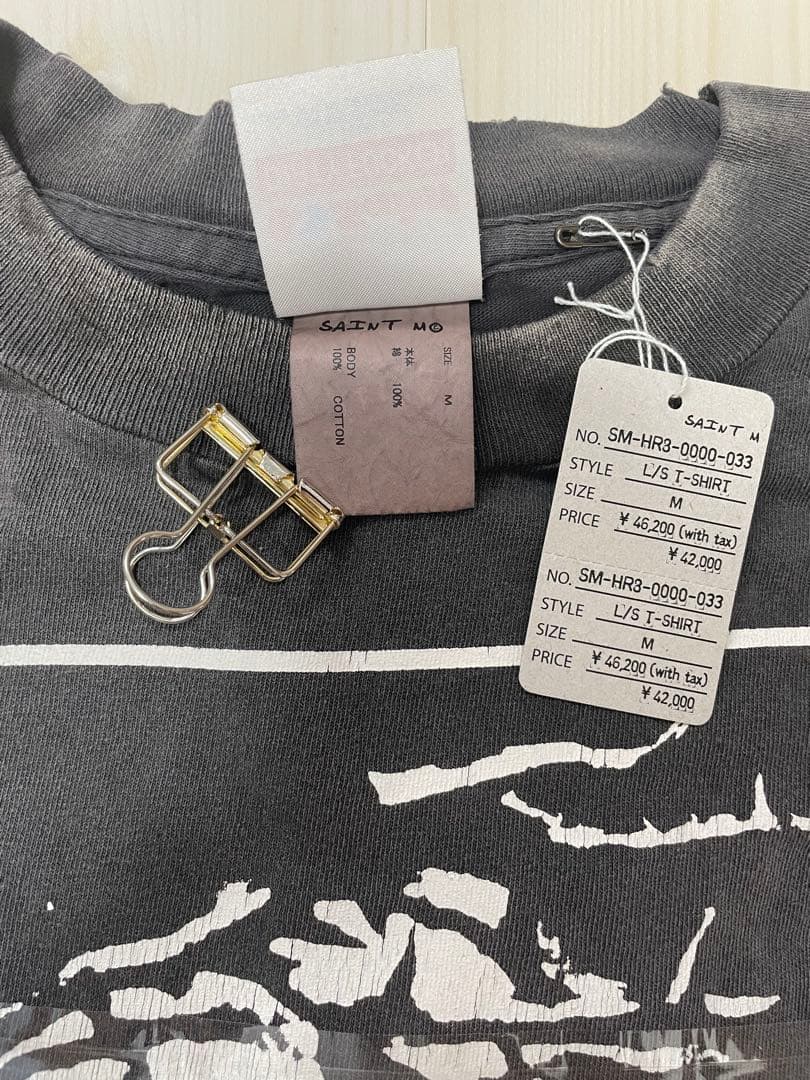 SAINT M©
SIZE M
本体 綿 100%
BODY 100% COTTON
SAINT M
NO. SM-HR3-0000-033
STYLE L/S T-SHIRT
SIZE M
PRICE ¥46,200 (with tax)
¥42,000
NO. SM-HR3-0000-033
STYLE L/S T-SHIRT
SIZE M
PRICE ¥46,200 (with tax)
¥42,000